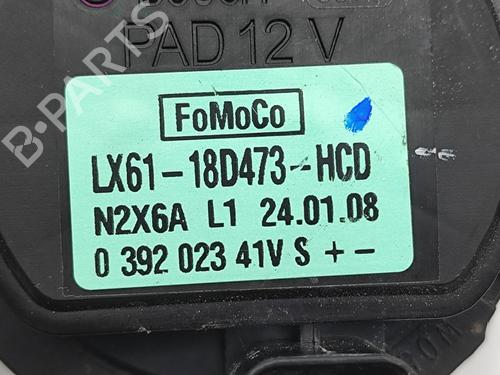 PAD 12 V
FoMoCo
LX61-18D473-HCD
N2X6A L1 24.01.08
0 392 023 41V S + -
B-PARTS